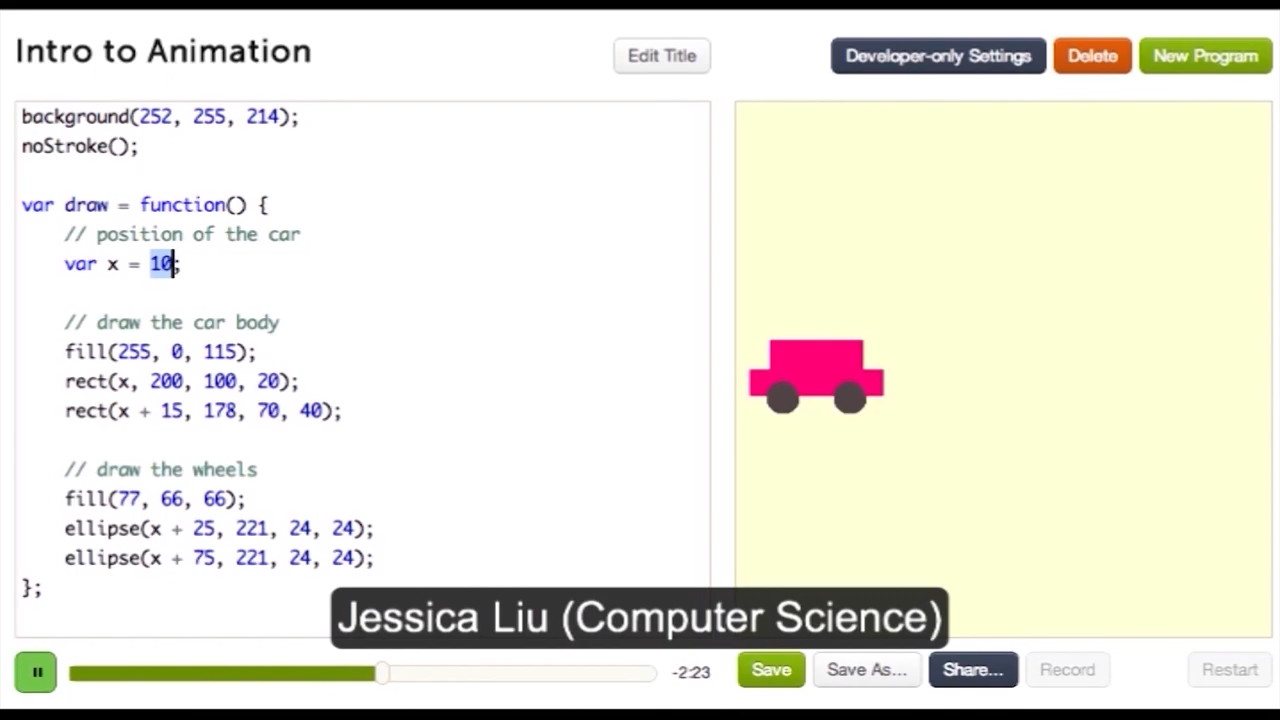 Intro to Animation
Edit Title
Developer-only Settings
Delete
New Program
background(252, 255, 214);
noStroke();
var draw = function() {
// position of the car
var x = 10;
// draw the car body
fill(255, 0, 115);
rect(x, 200, 100, 20);
rect(x + 15, 178, 70, 40);
// draw the wheels
fill(77, 66, 66);
ellipse(x + 25, 221, 24, 24);
ellipse(x + 75, 221, 24, 24);
};
Jessica Liu (Computer Science)
-2:23
Save
Save As...
Share...
Record
Restart